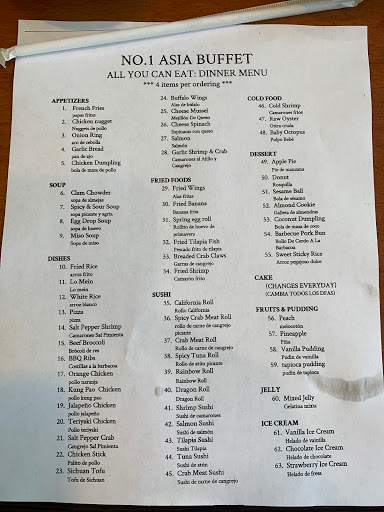 NO.1 ASIA BUFFET
ALL YOU CAN EAT: DINNER MENU
*** 4 items per ordering ***
APPETIZERS
1. French Fries
papas fritas
2. Chicken nugget
Nuggets de pollo
3. Onion Ring
aro de cebolla
4. Garlic Bread
pan de ajo
5. Chicken Dumpling
bola de masa de pollo
SOUP
6. Clam Chowder
sopa de almejas
7. Spicy & Sour Soup
sopa picante y agria
8. Egg Drop Soup
sopa de huevo
9. Miso Soup
Sopa de miso
DISHES
10. Fried Rice
arroz frito
11. Lo Mein
Lo mein
12. White Rice
arroz blanco
13. Pizza
pizza
14. Salt Pepper Shrimp
Camarones Sal Pimienta
15. Beef Broccoli
Brócoli de res
16. BBQ Ribs
Costillas a la barbacoa
17. Orange Chicken
pollo naranja
18. Kung Pao Chicken
pollo kung pao
19. Jalapeño Chicken
pollo jalapeño
20. Teriyaki Chicken
Pollo teriyaki
21. Salt Pepper Crab
Cangrejo Sal Pimienta
22. Chicken Stick
Palito de pollo
23. Sichuan Tofu
Tofu de Sichuan
24. Buffalo Wings
Alas de bufalo
25. Cheese Mussel
Mejillón De Queso
26. Cheese Spinach
Espinacas con queso
27. Salmon
Salmón
28. Garlic Shrimp & Crab
Camarones al Ajillo y
Cangrejo
FRIED FOODS
29. Fried Wings
Alas fritas
30. Fried Banana
Banana frita
31. Spring egg roll
Rollito de huevo de
primavera
32. Fried Tilapia Fish
Pescado frito de tilapia
33. Breaded Crab Claws
Garras de cangrejo
34. Fried Shrimp
Camarón frito
SUSHI
35. California Roll
Rollo California
36. Spicy Crab Meat Roll
rollo de carne de cangrejo
picante
37. Crab Meat Roll
Rollo de carne de cangrejo
38. Spicy Tuna Roll
Rollo de atún picante
39. Rainbow Roll
Rainbow Roll
40. Dragon Roll
Dragon Roll
41. Shrimp Sushi
Sushi de camarones
42. Salmon Sushi
Sushi de salmón
43. Tilapia Sushi
Sushi Tilapia
44. Tuna Sushi
Sushi de atún
45. Crab Meat Sushi
Sushi de carne de cangrejo
COLD FOOD
46. Cold Shrimp
Camarones fríos
47. Raw Oyster
Ostra cruda
48. Baby Octopus
Pulpo Bebé
DESSERT
49. Apple Pie
Pie de manzana
50. Donut
Rosquilla
51. Sesame Ball
Bola de sésamo
52. Almond Cookie
Galleta de almendras
53. Coconut Dumpling
Bola de masa de coco
54. Barbecue Pork Bun
Bollo De Cerdo A La
Barbacoa
55. Sweet Sticky Rice
Arroz pegajoso dulce
CAKE
(CHANGES EVERYDAY)
(CAMBIA TODOS LOS DÍAS)
FRUITS & PUDDING
56. Peach
melocotón
57. Pineapple
Piña
58. Vanilla Pudding
Pudín de vainilla
59. tapioca pudding
pudín de tapioca
JELLY
60. Mixed Jelly
Gelatina mixta
ICE CREAM
61. Vanilla Ice Cream
Helado de vainilla
62. Chocolate Ice Cream
Helado de chocolate
63. Strawberry Ice Cream
Helado de fresa